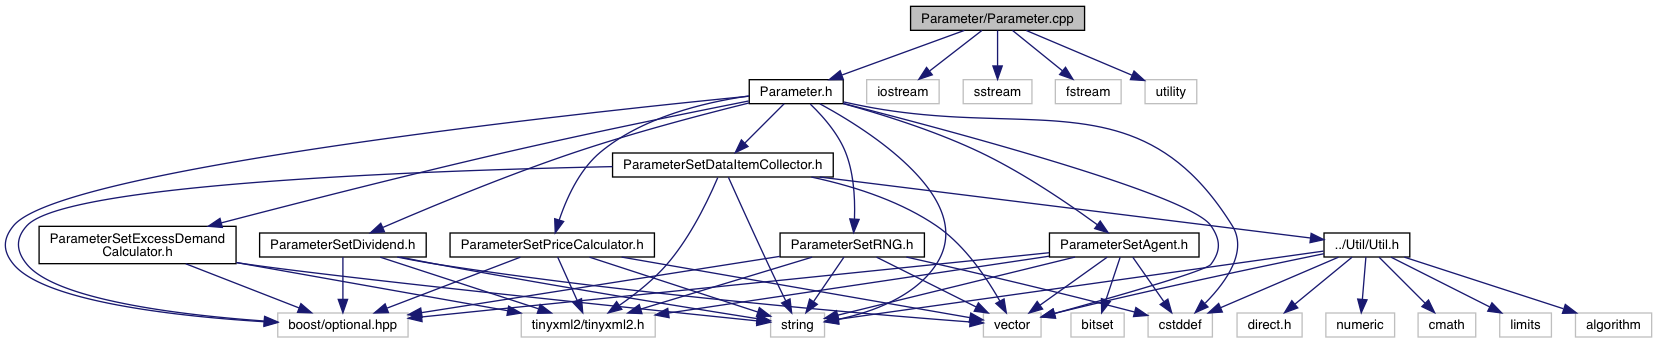 Parameter/Parameter.cpp
Parameter.h
iostream
sstream
fstream
utility
ParameterSetDataItemCollector.h
ParameterSetExcessDemand
Calculator.h
ParameterSetDividend.h
ParameterSetPriceCalculator.h
ParameterSetRNG.h
ParameterSetAgent.h
../Util/Util.h
boost/optional.hpp
tinyxml2/tinyxml2.h
string
vector
bitset
cstddef
direct.h
numeric
cmath
limits
algorithm